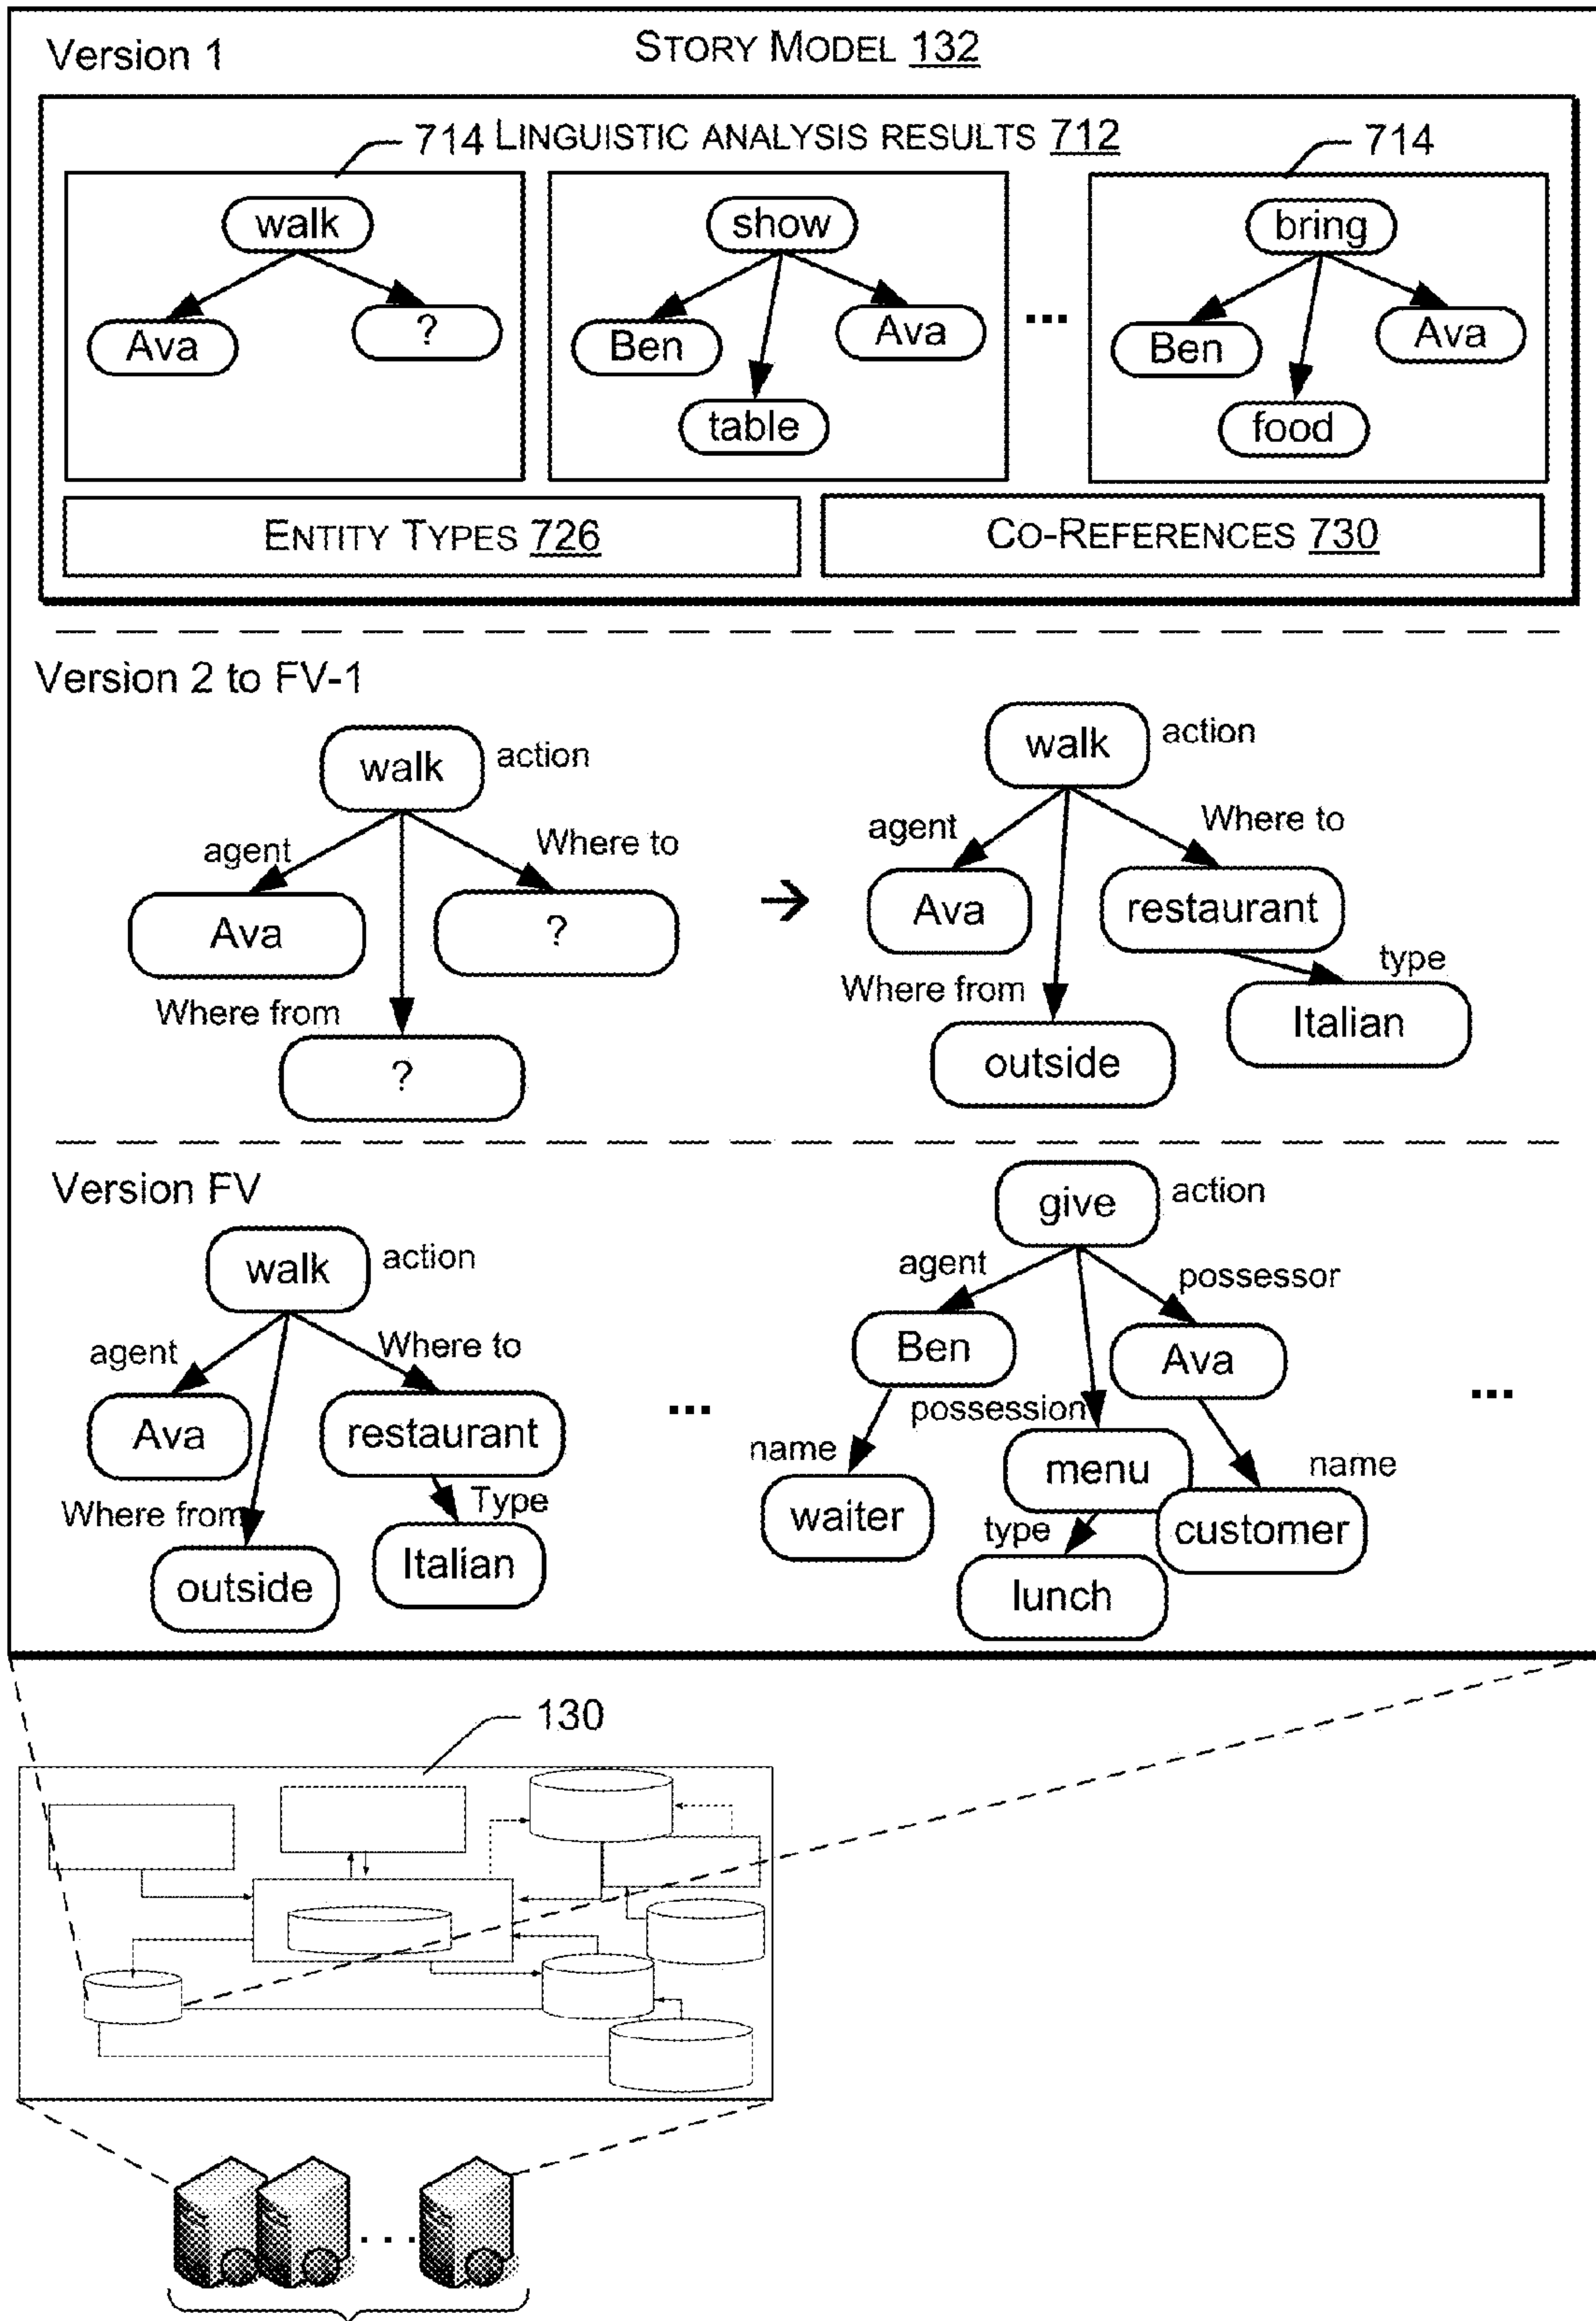 Version 1
STORY MODEL 132
714 LINGUISTIC ANALYSIS RESULTS 712
714
walk
Ava
?
show
Ben
Ava
table
...
bring
Ben
Ava
food
ENTITY TYPES 726
CO-REFERENCES 730
Version 2 to FV-1
walk
action
agent
Where to
Ava
?
Where from
?
→
walk
action
agent
Where to
Ava
restaurant
type
Where from
Italian
outside
Version FV
walk
action
agent
Where to
Ava
restaurant
Where from
Type
Italian
outside
...
give
action
agent
possessor
Ben
Ava
possession
name
name
waiter
menu
customer
type
lunch
...
130
. . .